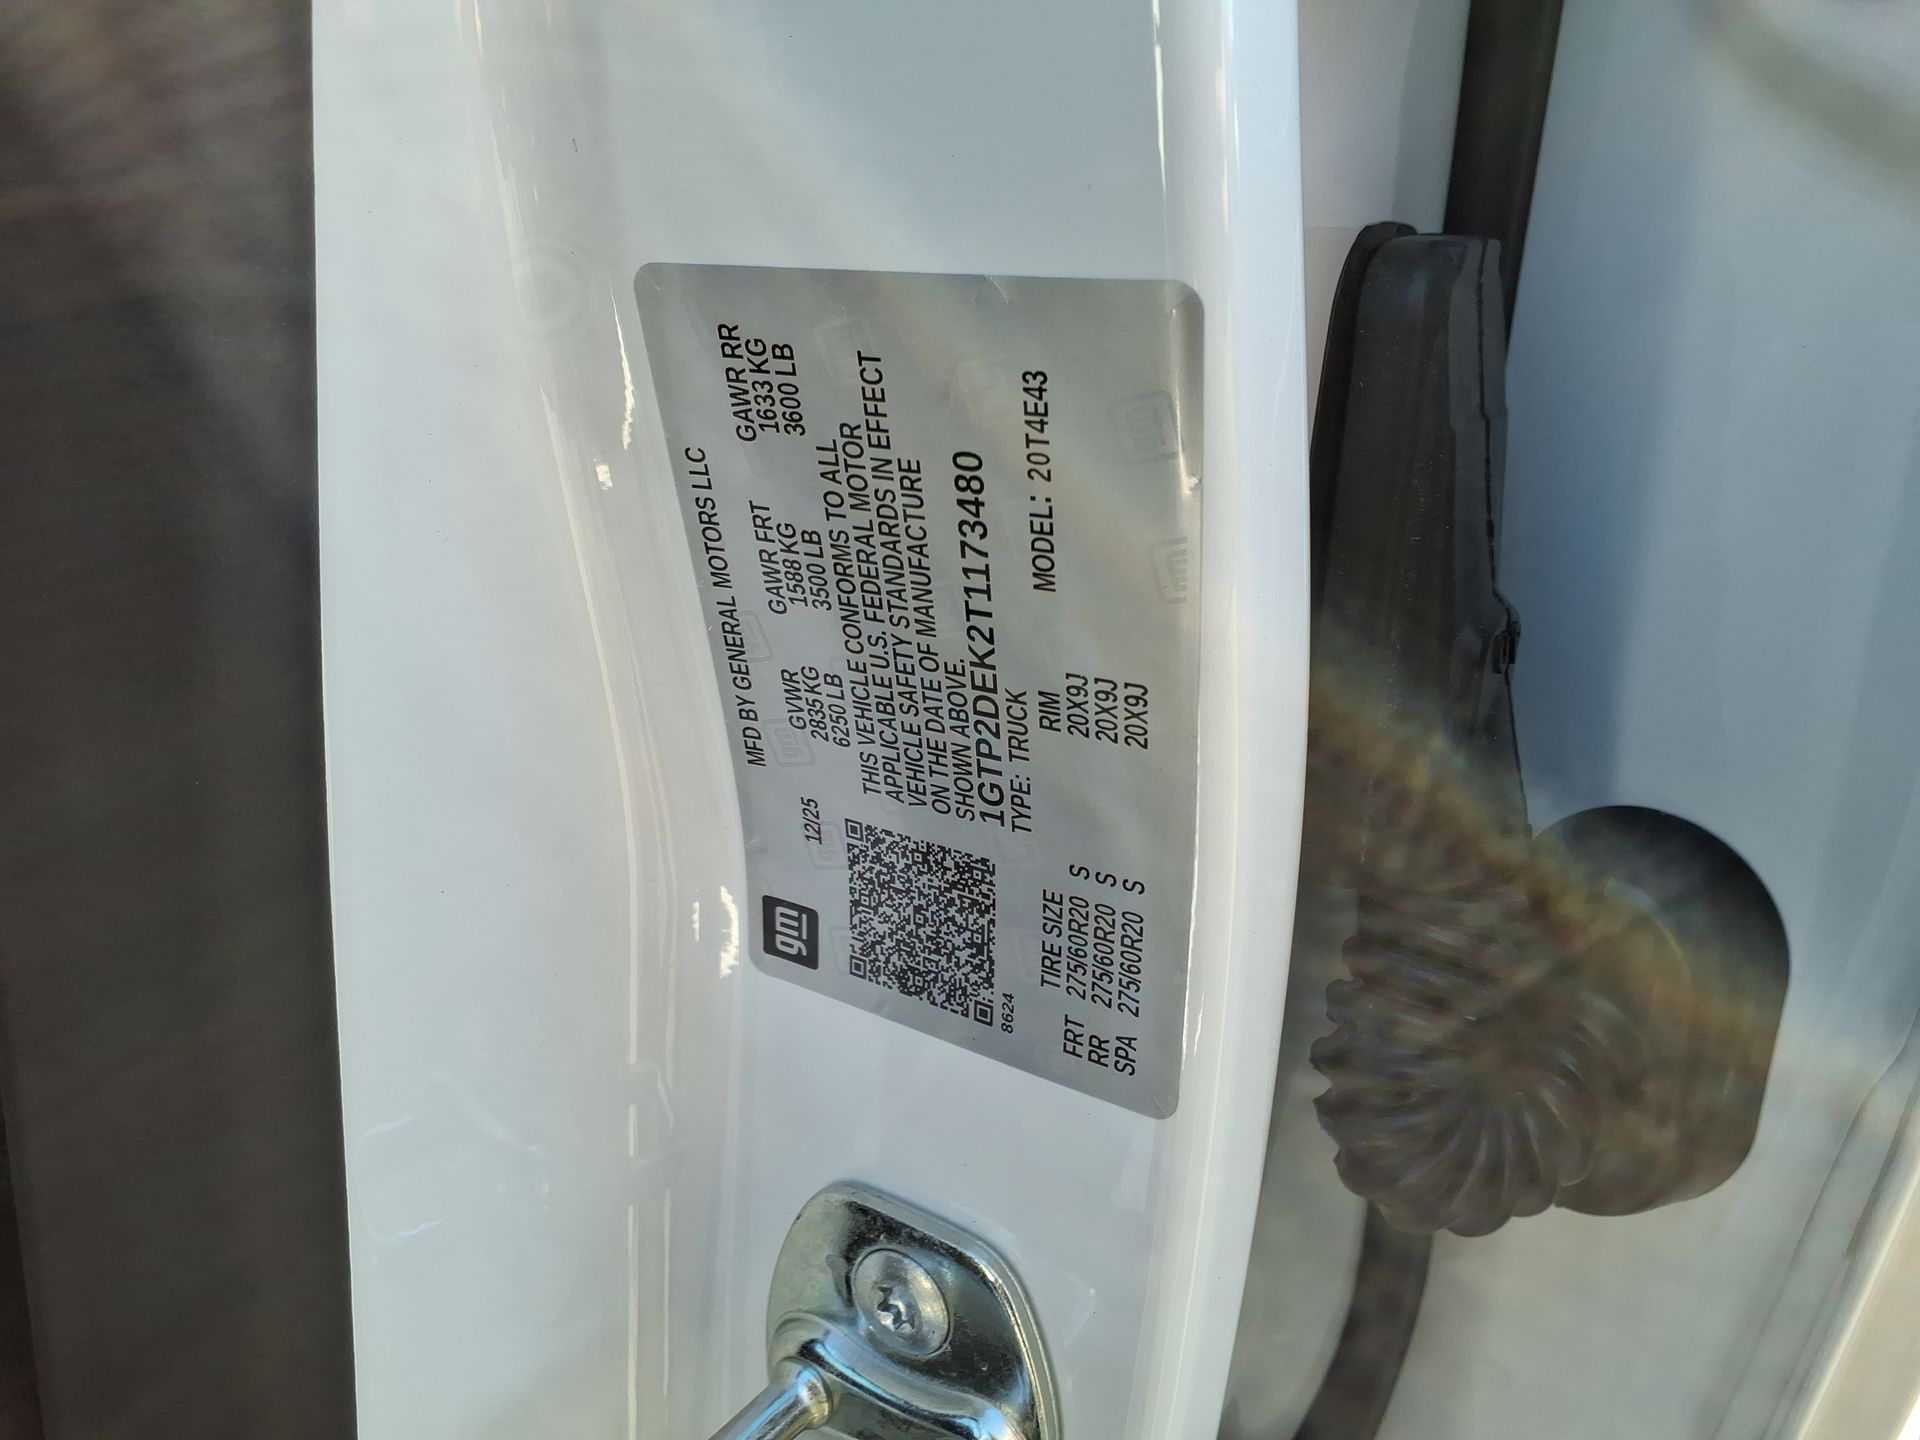 gm
MFD BY GENERAL MOTORS LLC
12/25
GVWR GAWR FRT GAWR RR
2835 KG 1588 KG 1633 KG
6250 LB 3500 LB 3600 LB
THIS VEHICLE CONFORMS TO ALL
APPLICABLE U.S. FEDERAL MOTOR
VEHICLE SAFETY STANDARDS IN EFFECT
ON THE DATE OF MANUFACTURE
SHOWN ABOVE.
1GTP2DEK2T1173480
TYPE: TRUCK MODEL: 20T4E43
8624
TIRE SIZE RIM
FRT 275/60R20 S 20X9J
RR 275/60R20 S 20X9J
SPA 275/60R20 S 20X9J